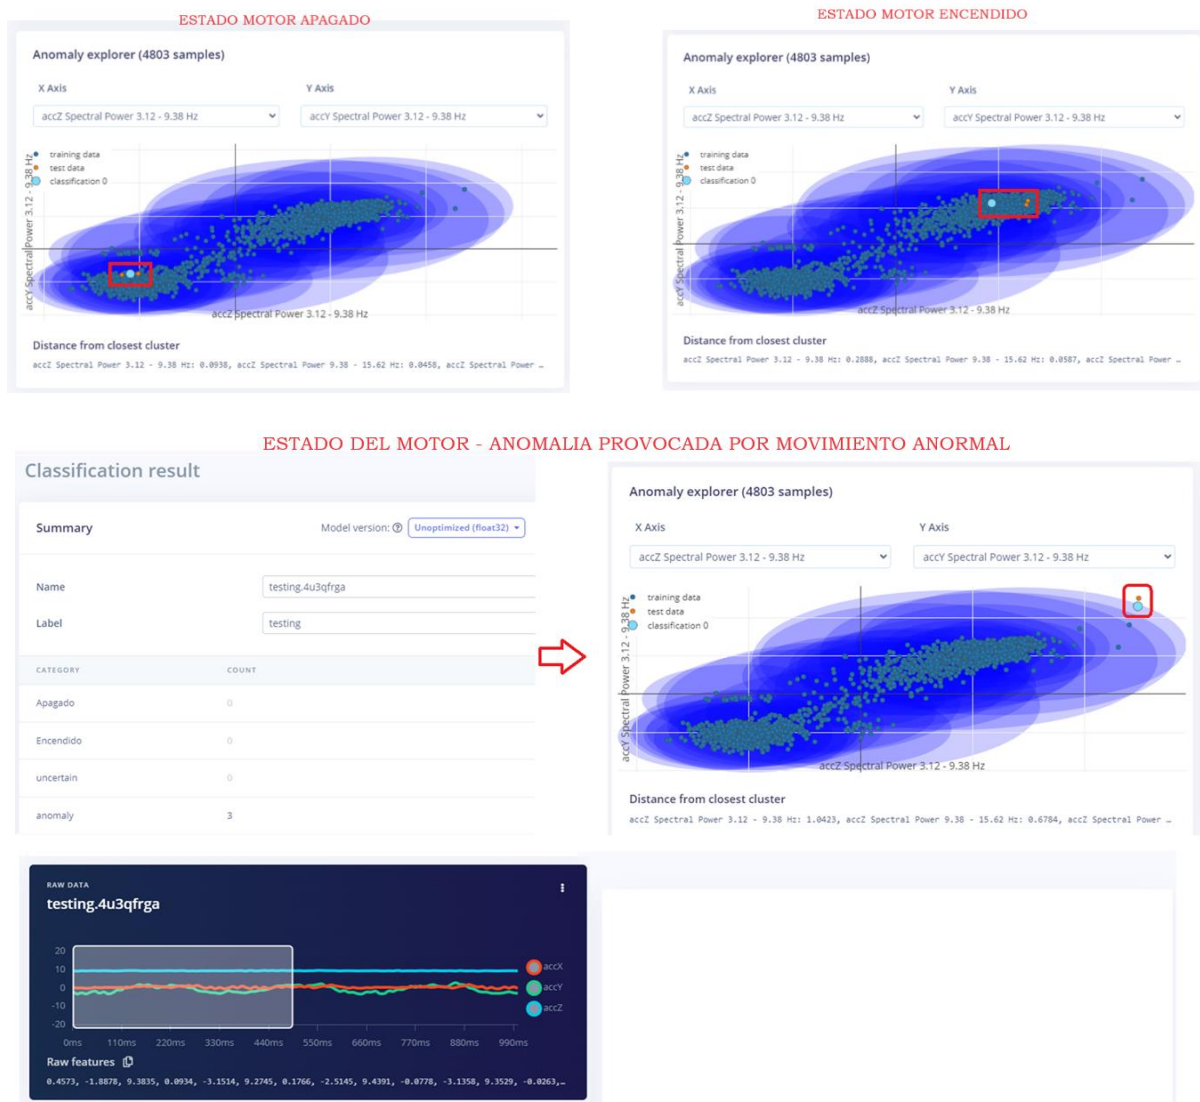 ESTADO MOTOR APAGADO
Anomaly explorer (4803 samples)
X Axis
Y Axis
accZ Spectral Power 3.12 - 9.38 Hz
accY Spectral Power 3.12 - 9.38 Hz
training data
test data
classification 0
accY Spectral Power 3.12 - 9.38 Hz
accZ Spectral Power 3.12 - 9.38 Hz
Distance from closest cluster
accZ Spectral Power 3.12 - 9.38 Hz: 0.0938, accZ Spectral Power 9.38 - 15.62 Hz: 0.0458, accZ Spectral Power …
ESTADO MOTOR ENCENDIDO
Anomaly explorer (4803 samples)
X Axis
Y Axis
accZ Spectral Power 3.12 - 9.38 Hz
accY Spectral Power 3.12 - 9.38 Hz
training data
test data
classification 0
accY Spectral Power 3.12 - 9.38 Hz
accZ Spectral Power 3.12 - 9.38 Hz
Distance from closest cluster
accZ Spectral Power 3.12 - 9.38 Hz: 0.2888, accZ Spectral Power 9.38 - 15.62 Hz: 0.0587, accZ Spectral Power …
ESTADO DEL MOTOR - ANOMALIA PROVOCADA POR MOVIMIENTO ANORMAL
Classification result
Summary
Model version: ? Unoptimized (float32)
Name
testing.4u3qfrga
Label
testing
CATEGORY COUNT
Apagado 0
Encendido 0
uncertain 0
anomaly 3
Anomaly explorer (4803 samples)
X Axis
Y Axis
accZ Spectral Power 3.12 - 9.38 Hz
accY Spectral Power 3.12 - 9.38 Hz
training data
test data
classification 0
accY Spectral Power 3.12 - 9.38 Hz
accZ Spectral Power 3.12 - 9.38 Hz
Distance from closest cluster
accZ Spectral Power 3.12 - 9.38 Hz: 1.0423, accZ Spectral Power 9.38 - 15.62 Hz: 0.6784, accZ Spectral Power …
RAW DATA
testing.4u3qfrga
20
10
0
-10
-20
0ms 110ms 220ms 330ms 440ms 550ms 660ms 770ms 880ms 990ms
accX
accY
accZ
Raw features
0.4573, -1.8878, 9.3835, 0.0934, -3.1514, 9.2745, 0.1766, -2.5145, 9.4391, -0.0778, -3.1358, 9.3529, -0.0263,…